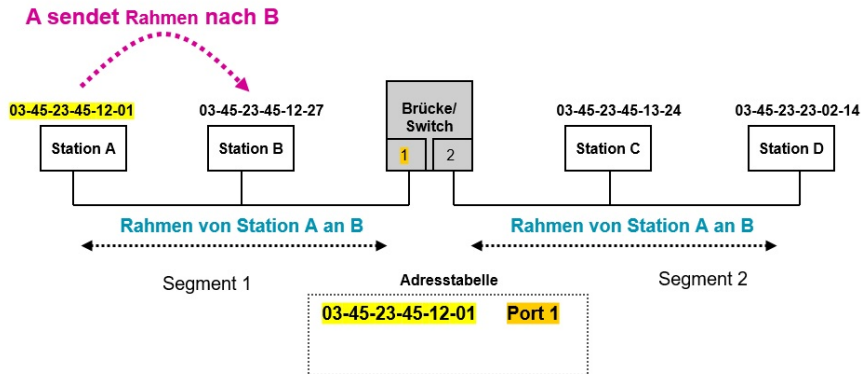 A sendet Rahmen nach B
03-45-23-45-12-01
03-45-23-45-12-27
Brücke/
Switch
03-45-23-45-13-24
03-45-23-23-02-14
Station A
Station B
1
2
Station C
Station D
Rahmen von Station A an B
Rahmen von Station A an B
Segment 1
Adresstabelle
Segment 2
03-45-23-45-12-01 Port 1